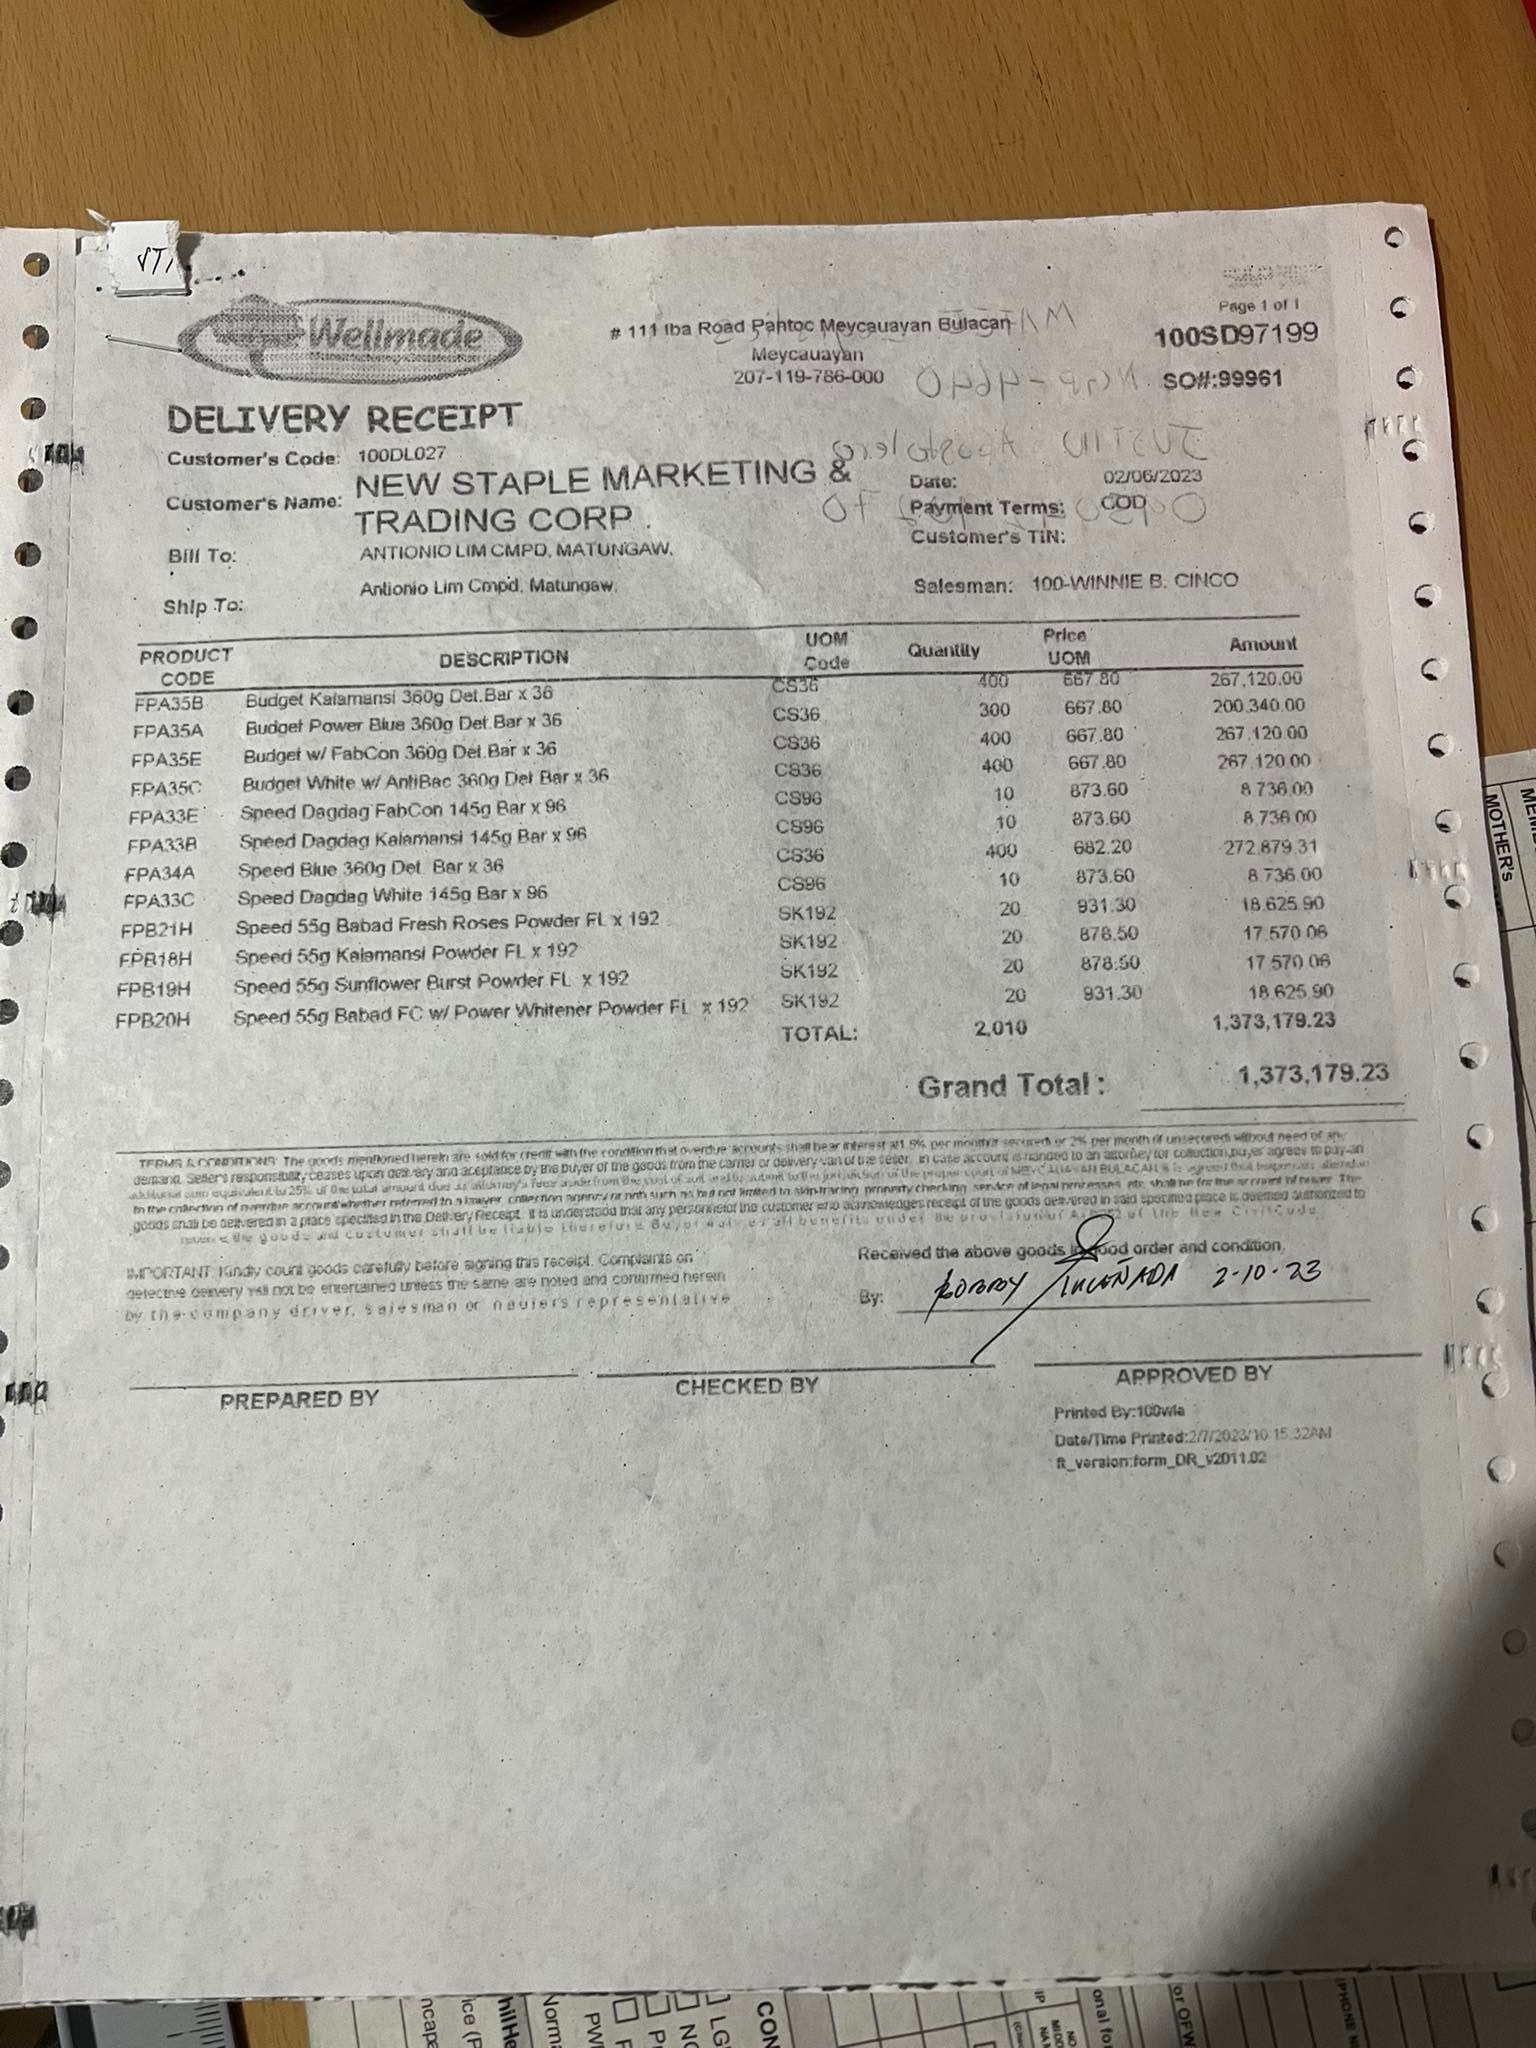 Wellmade
# 111 Iba Road Pantoc Meycauayan Bulacan
Meycauayan
207-119-786-000
Page 1 of 1
100SD97199
SO#:99961
DELIVERY RECEIPT
Customer's Code: 100DL027
Customer's Name: NEW STAPLE MARKETING &
TRADING CORP .
Bill To: ANTIONIO LIM CMPD, MATUNGAW,
Ship To: Antionio Lim Cmpd, Matungaw,
Date: 02/06/2023
Payment Terms: COD
Customer's TIN:
Salesman: 100-WINNIE B. CINCO
PRODUCT CODE DESCRIPTION UOM Code Quantity Price UOM Amount
FPA35B Budget Kalamansi 360g Det.Bar x 36 CS36 400 667.80 267,120.00
FPA35A Budget Power Blue 360g Det.Bar x 36 CS36 300 667.80 200,340.00
FPA35E Budget w/ FabCon 360g Det.Bar x 36 CS36 400 667.80 267,120.00
FPA35C Budget White w/ AntiBac 360g Det Bar x 36 CS36 400 667.80 267,120.00
FPA33E Speed Dagdag FabCon 145g Bar x 96 CS96 10 873.60 8,736.00
FPA33B Speed Dagdag Kalamansi 145g Bar x 96 CS96 10 873.60 8,736.00
FPA34A Speed Blue 360g Det. Bar x 36 CS36 400 682.20 272,879.31
FPA33C Speed Dagdag White 145g Bar x 96 CS96 10 873.60 8,736.00
FPB21H Speed 55g Babad Fresh Roses Powder FL x 192 SK192 20 931.30 18,625.90
FPB18H Speed 55g Kalamansi Powder FL x 192 SK192 20 878.50 17,570.06
FPB19H Speed 55g Sunflower Burst Powder FL x 192 SK192 20 878.50 17,570.06
FPB20H Speed 55g Babad FC w/ Power Whitener Powder FL x 192 SK192 20 931.30 18,625.90
TOTAL: 2,010 1,373,179.23
Grand Total : 1,373,179.23
TERMS & CONDITIONS: The goods mentioned herein are sold for credit with the condition that overdue accounts shall bear interest at1.5% per month(if secured) or 2% per month (if unsecured) without need of any
demand. Seller's responsibility ceases upon delivery and aceptance by the buyer of the goods from the carrier or delivery van of the seller. In case account is handed to an attorney for collection,buyer agrees to pay an
additional sum equivalent to 25% of the total amount due as attorney's fees aside from the cost of suit and to submit to the jurisdiction of the proper court of MEYCAUAYAN BULACAN
to the collection of overdue account whether referred to a lawyer, collection agency or both such as but not limited to skip tracing, property checking, service of legal processes, etc. shall be for the account of buyer. The
goods shall be delivered in a place specified in the Delivery Receipt. It is understood that any personnel of the customer who acknowledges receipt of the goods delivered in said specified place is deemed authorized to
receive the goods and customer shall be liable therefore Buyer waives all benefits under the provision of Art. of the New Civil Code
IMPORTANT: Kindly count goods carefully before signing this receipt. Complaints on
defective delivery will not be entertained unless the same are noted and confirmed herein
by the company driver, salesman or haulers representative
Received the above goods in good order and condition.
By: BOBBY INCAÑADA 2-10-23
PREPARED BY
CHECKED BY
APPROVED BY
Printed By:100wla
Date/Time Printed:2/7/2023/10:15:32AM
ft_version:form_DR_v2011.02
MOTHER'S
CON